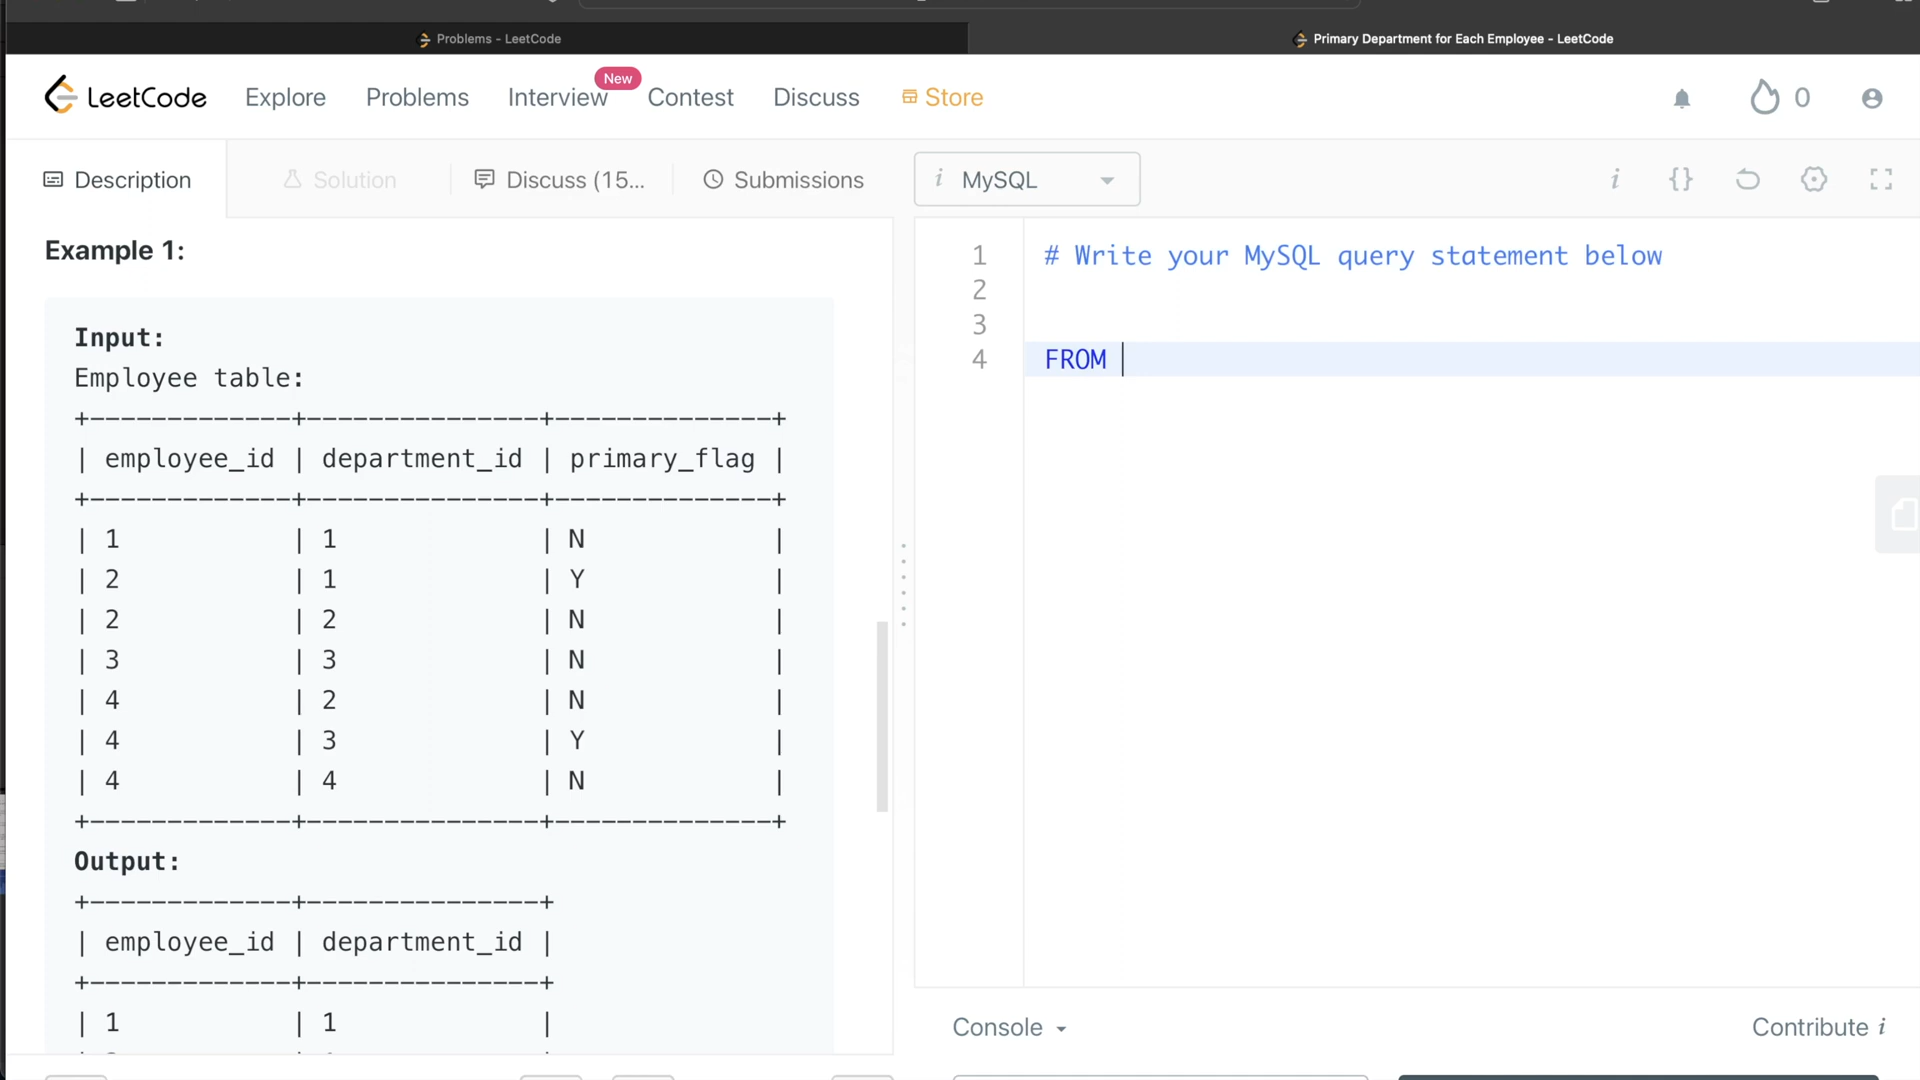 Problems - LeetCode
Primary Department for Each Employee - LeetCode
LeetCode Explore Problems Interview New Contest Discuss Store 0
Description Solution Discuss (15... Submissions i MySQL i {}
Example 1:
Input:
Employee table:
+-------------+---------------+--------------+
| employee_id | department_id | primary_flag |
+-------------+---------------+--------------+
| 1           | 1             | N            |
| 2           | 1             | Y            |
| 2           | 2             | N            |
| 3           | 3             | N            |
| 4           | 2             | N            |
| 4           | 3             | Y            |
| 4           | 4             | N            |
+-------------+---------------+--------------+
Output:
+-------------+---------------+
| employee_id | department_id |
+-------------+---------------+
| 1           | 1             |
1 # Write your MySQL query statement below
2
3
4 FROM
Console
Contribute i